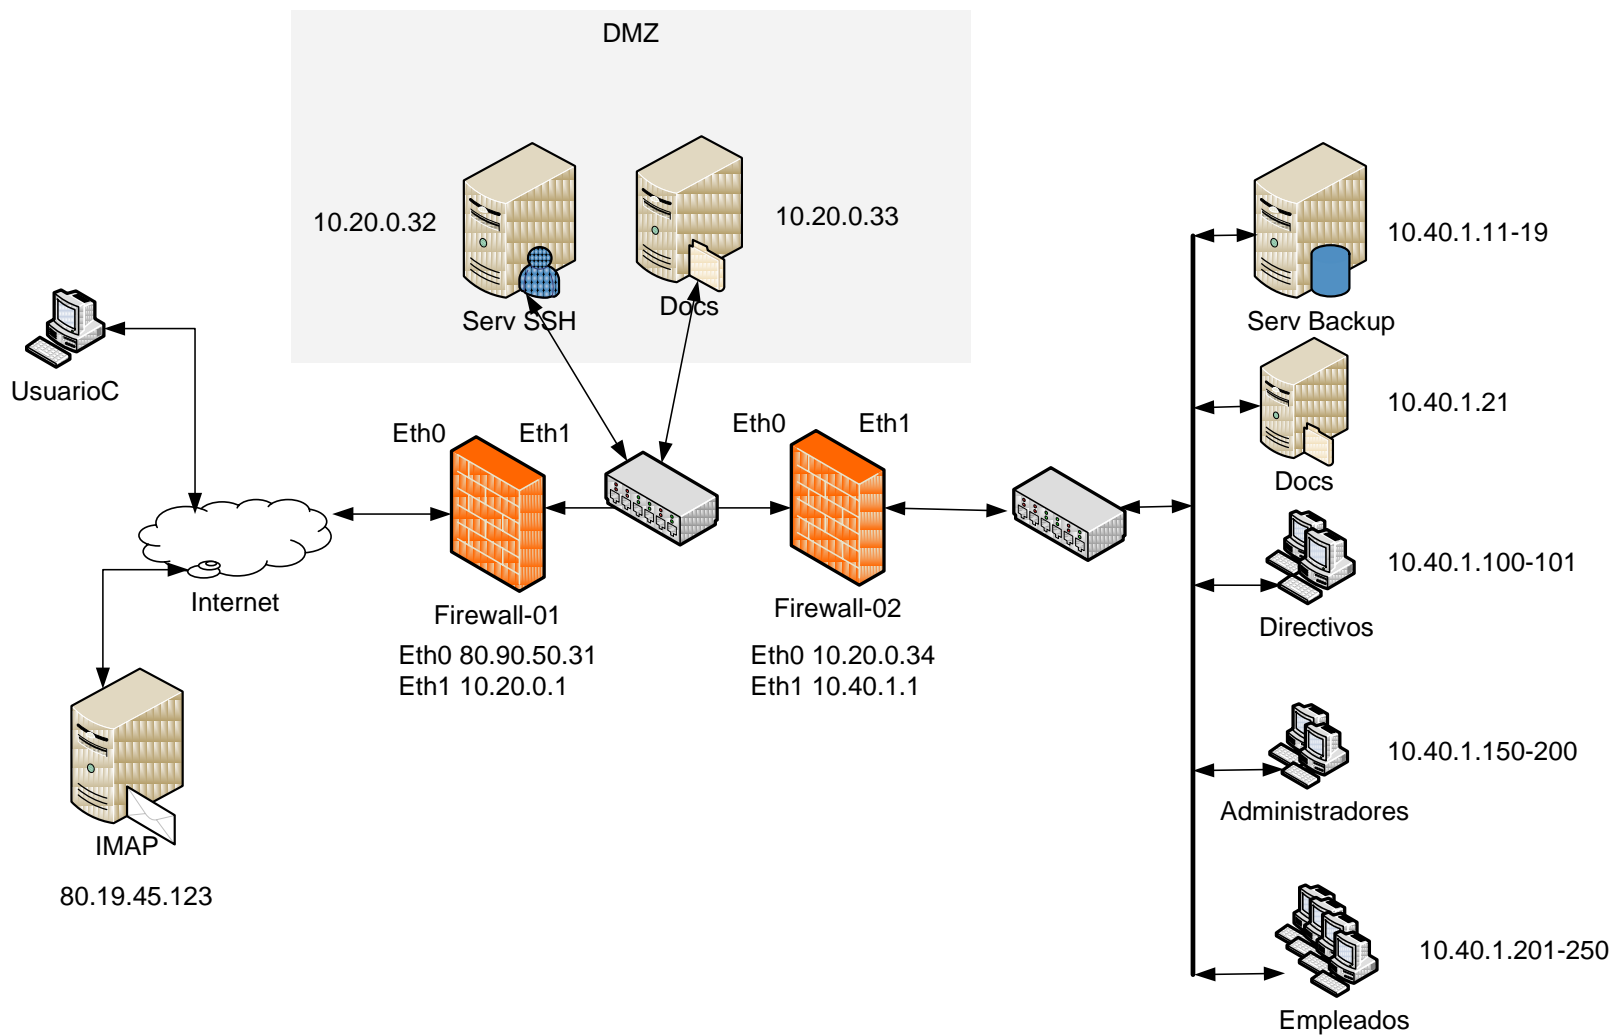 DMZ
10.20.0.32
10.20.0.33
Serv SSH
Docs
UsuarioC
Internet
IMAP
80.19.45.123
Eth0
Eth1
Firewall-01
Eth0 80.90.50.31
Eth1 10.20.0.1
Eth0
Eth1
Firewall-02
Eth0 10.20.0.34
Eth1 10.40.1.1
10.40.1.11-19
Serv Backup
10.40.1.21
Docs
10.40.1.100-101
Directivos
10.40.1.150-200
Administradores
10.40.1.201-250
Empleados